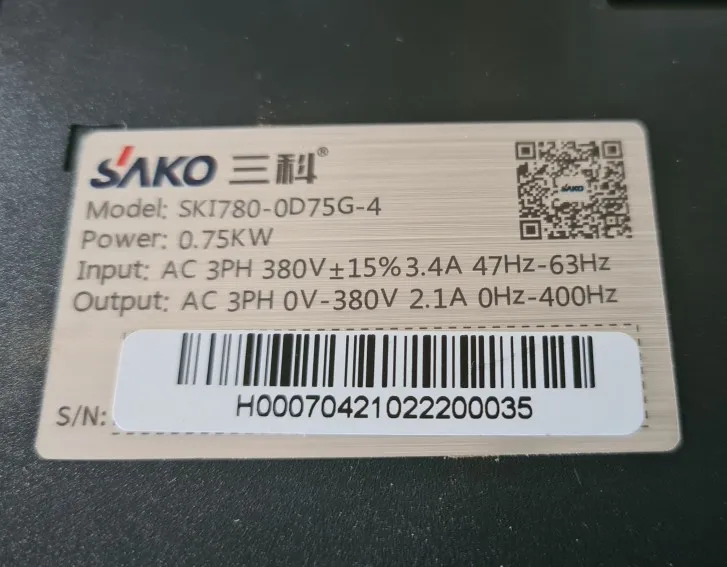 SAKO 三科®
SAKO
Model: SKI780-0D75G-4
Power: 0.75KW
Input: AC 3PH 380V±15% 3.4A 47Hz-63Hz
Output: AC 3PH 0V-380V 2.1A 0Hz-400Hz
S/N: H00070421022200035